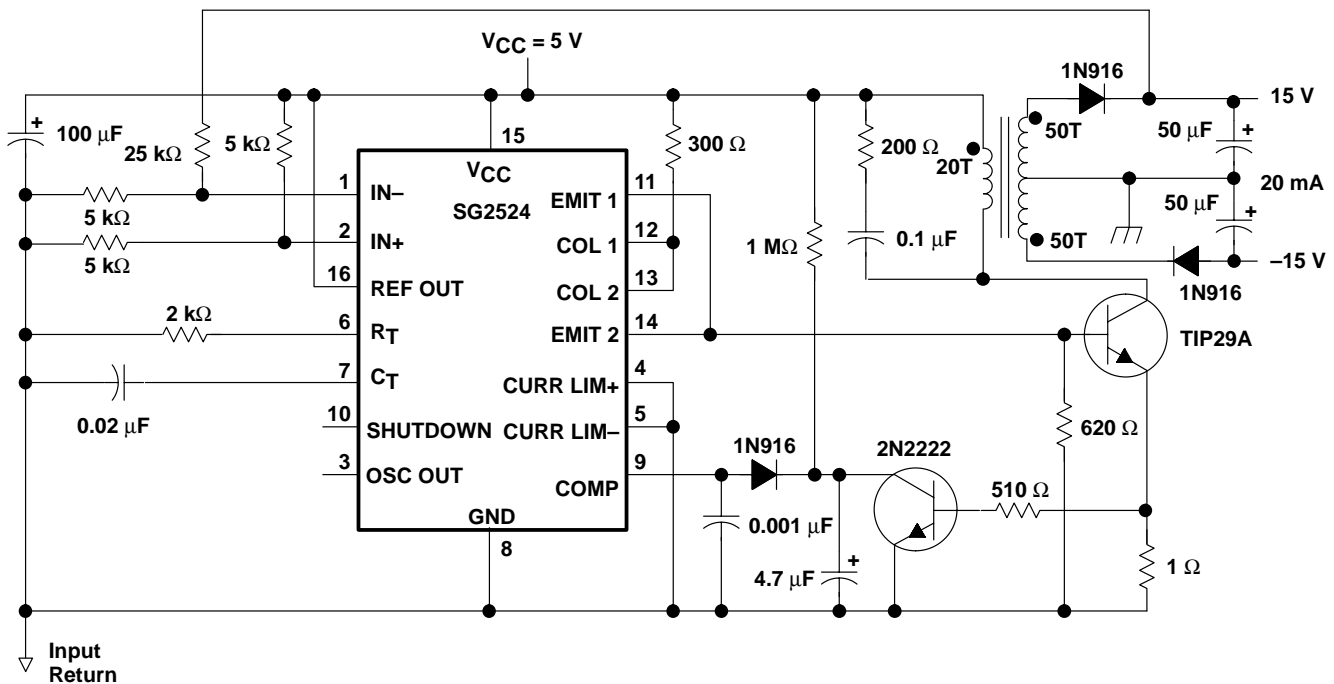 VCC = 5 V
1N916
15 V
100 µF
+
25 kΩ
5 kΩ
15
300 Ω
200 Ω
20T
50T
50 µF
+
VCC
SG2524
1
IN–
EMIT 1
11
20 mA
5 kΩ
50 µF
+
2
IN+
COL 1
12
1 MΩ
0.1 µF
50T
5 kΩ
–15 V
16
REF OUT
COL 2
13
1N916
2 kΩ
6
RT
EMIT 2
14
TIP29A
7
CT
CURR LIM+
4
0.02 µF
10
SHUTDOWN
CURR LIM–
5
620 Ω
1N916
2N2222
3
OSC OUT
COMP
9
510 Ω
GND
0.001 µF
8
4.7 µF
+
1 Ω
Input
Return